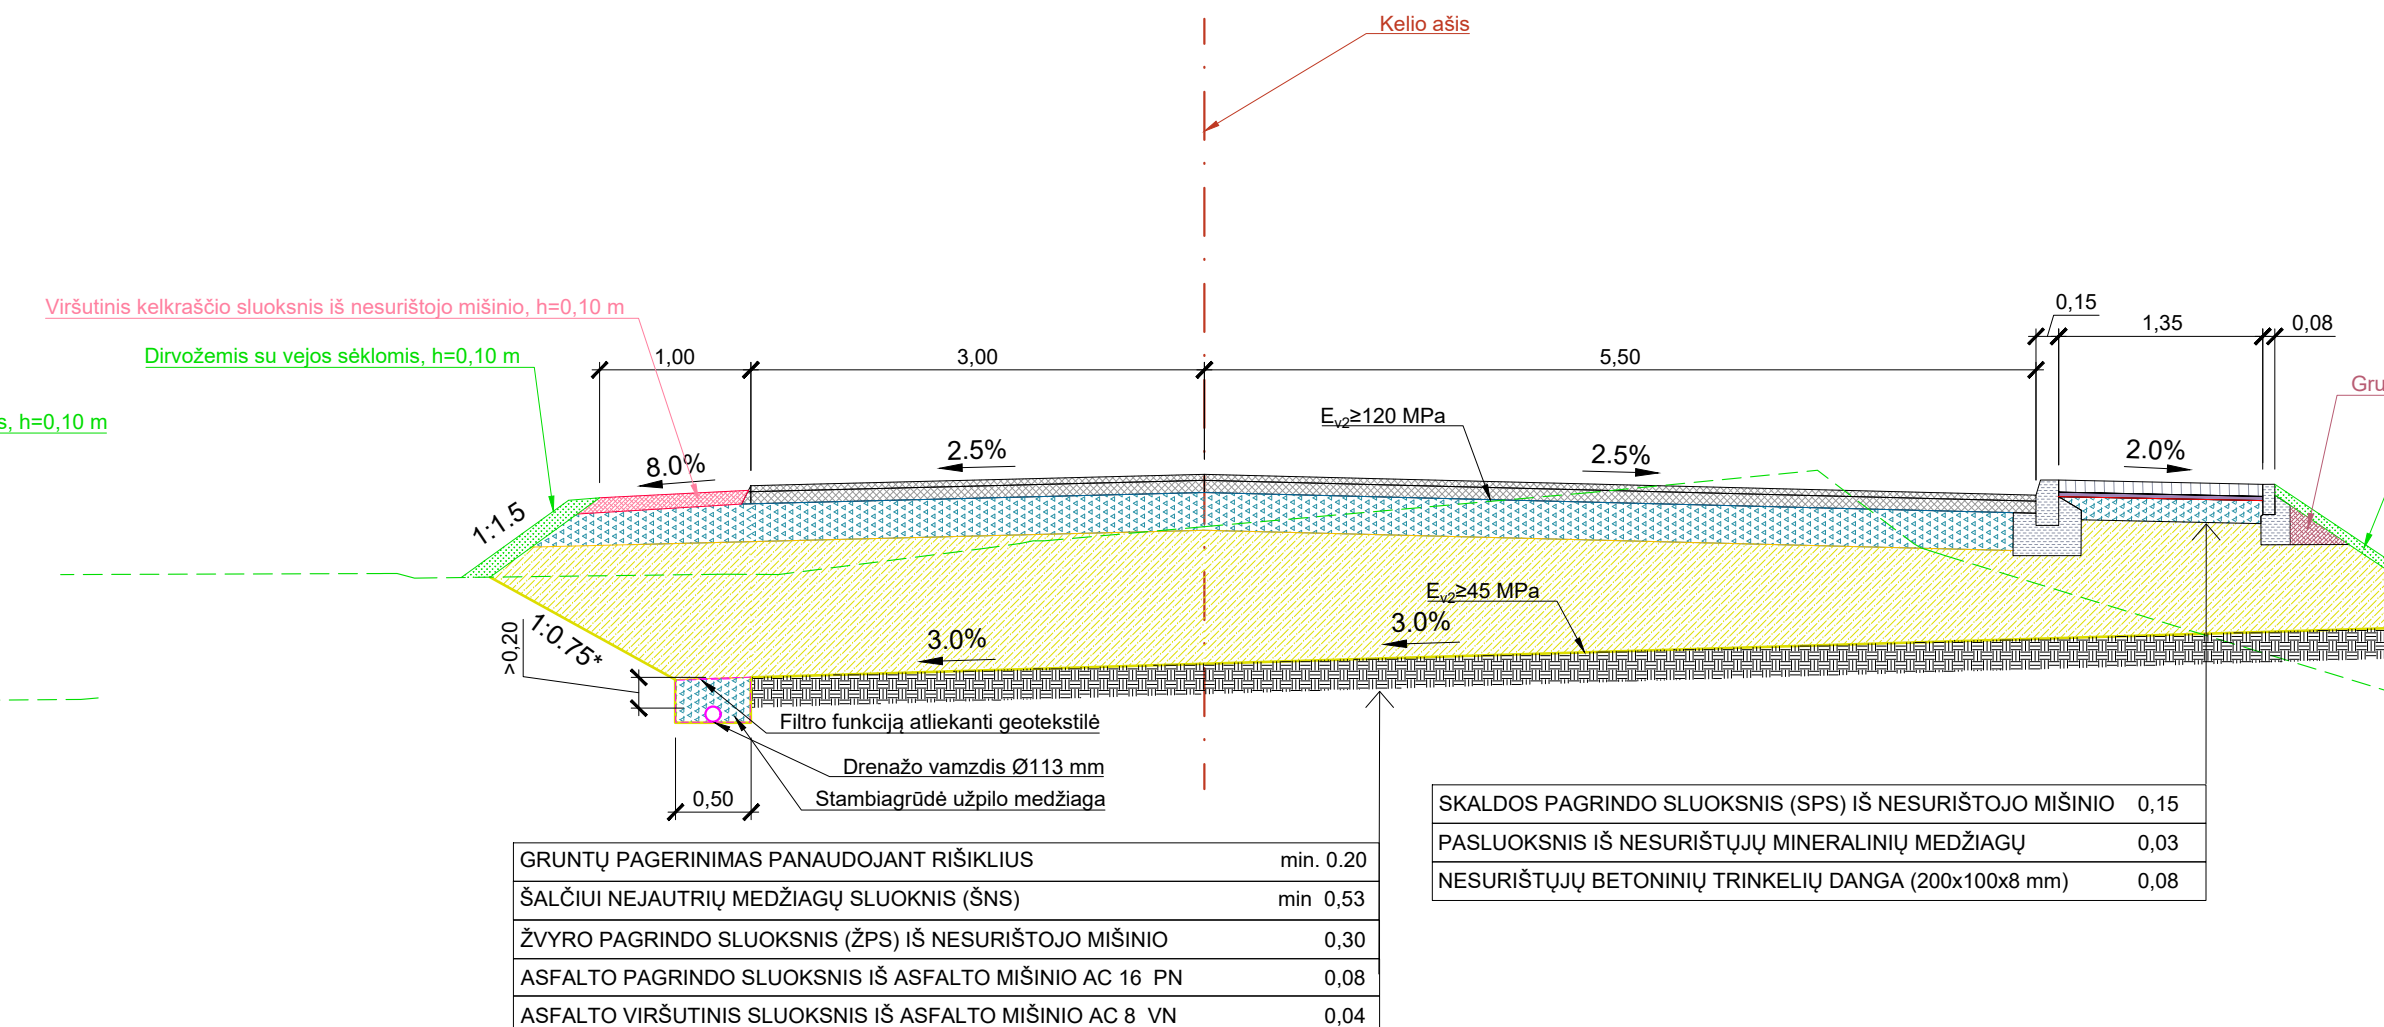 Kelio ašis
Viršutinis kelkraščio sluoksnis iš nesurištojo mišinio, h=0,10 m
Dirvožemis su vejos sėklomis, h=0,10 m
s, h=0,10 m
1,00
3,00
5,50
0,15
1,35
0,08
Gru
Ev2≥120 MPa
8.0%
2.5%
2.5%
2.0%
1:1.5
Ev2≥45 MPa
>0,20
1:0.75*
3.0%
3.0%
Filtro funkciją atliekanti geotekstilė
Drenažo vamzdis Ø113 mm
Stambiagrūdė užpilo medžiaga
0,50
SKALDOS PAGRINDO SLUOKSNIS (SPS) IŠ NESURIŠTOJO MIŠINIO 0,15
PASLUOKSNIS IŠ NESURIŠTŲJŲ MINERALINIŲ MEDŽIAGŲ 0,03
NESURIŠTŲJŲ BETONINIŲ TRINKELIŲ DANGA (200x100x8 mm) 0,08
GRUNTŲ PAGERINIMAS PANAUDOJANT RIŠIKLIUS min. 0.20
ŠALČIUI NEJAUTRIŲ MEDŽIAGŲ SLUOKNIS (ŠNS) min 0,53
ŽVYRO PAGRINDO SLUOKSNIS (ŽPS) IŠ NESURIŠTOJO MIŠINIO 0,30
ASFALTO PAGRINDO SLUOKSNIS IŠ ASFALTO MIŠINIO AC 16 PN 0,08
ASFALTO VIRŠUTINIS SLUOKSNIS IŠ ASFALTO MIŠINIO AC 8 VN 0,04